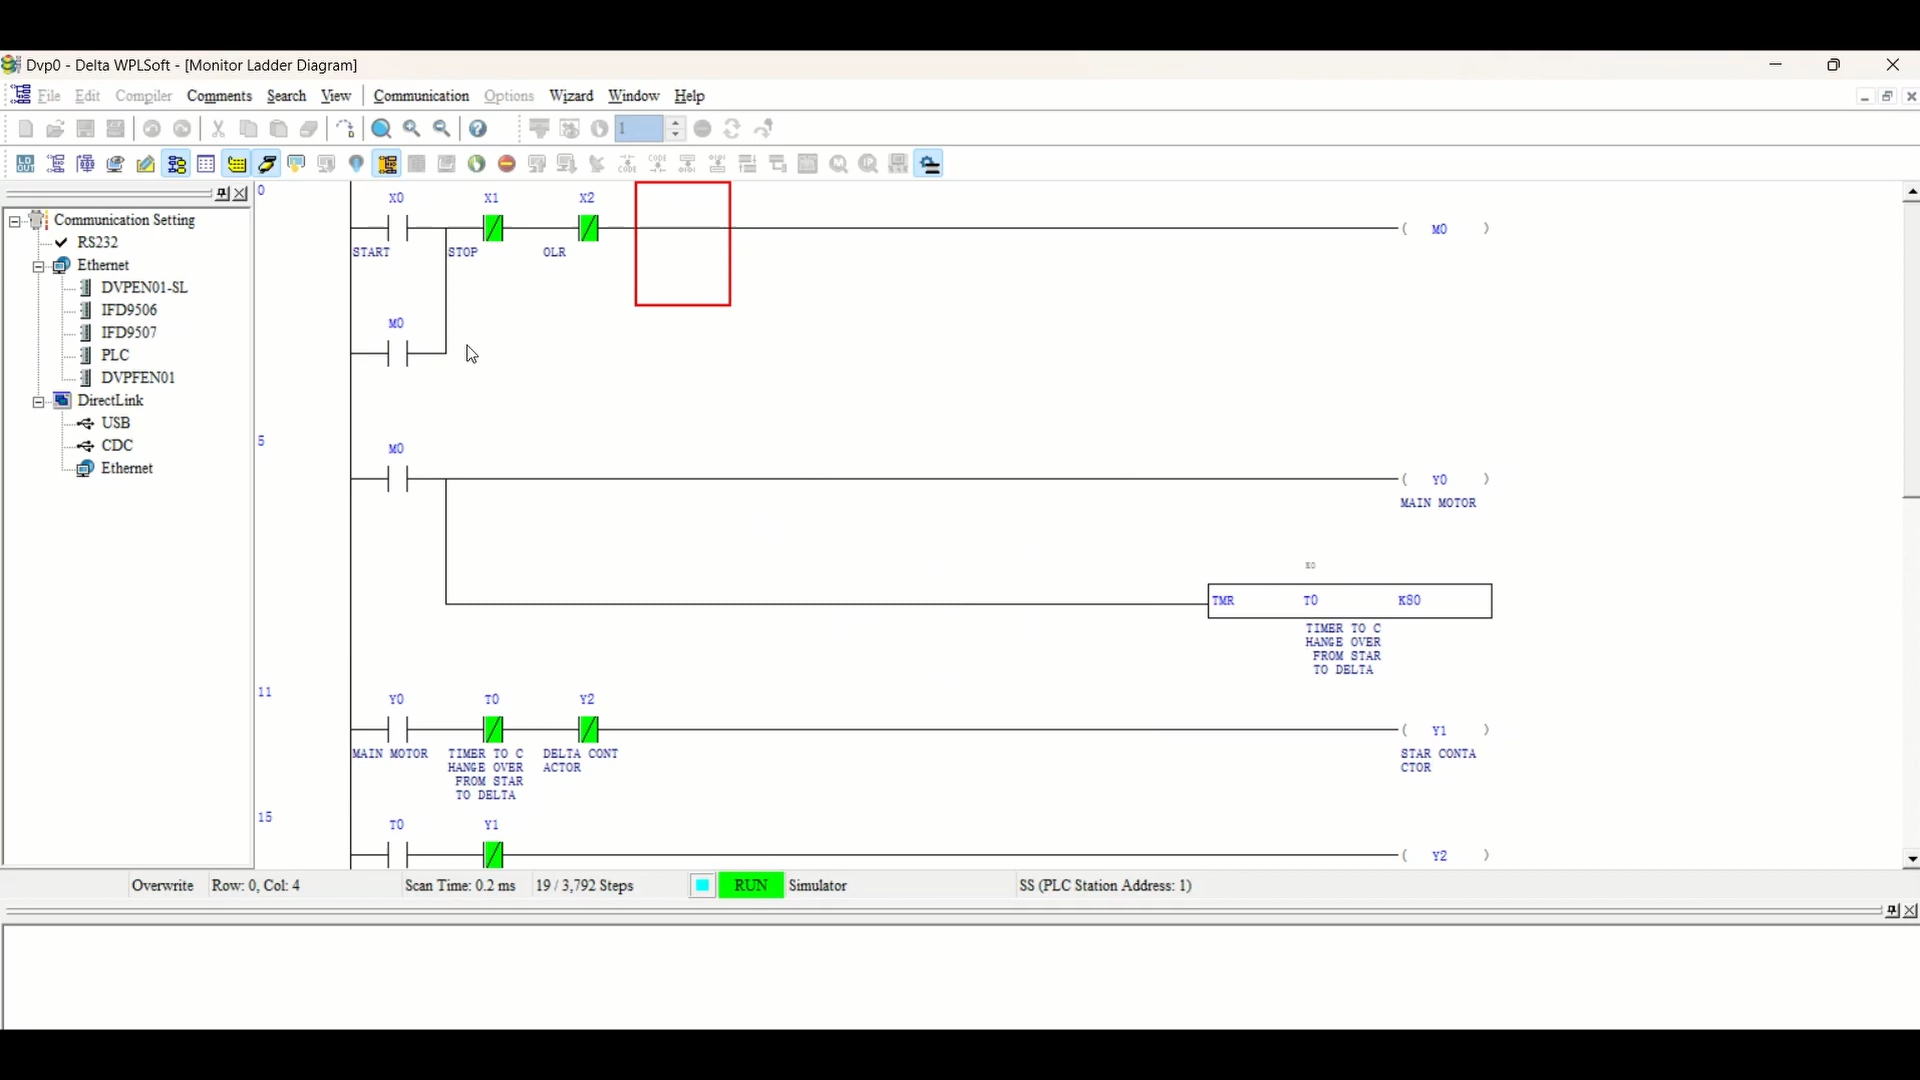 Dvp0 - Delta WPLSoft - [Monitor Ladder Diagram]
File Edit Compiler Comments Search View Communication Options Wizard Window Help
1
Communication Setting
RS232
Ethernet
DVPEN01-SL
IFD9506
IFD9507
PLC
DVPFEN01
DirectLink
USB
CDC
Ethernet
0
X0 X1 X2
M0
START STOP OLR
M0
5
M0
Y0
MAIN MOTOR
K0
TMR T0 K80
TIMER TO C
HANGE OVER
FROM STAR
TO DELTA
11
Y0 T0 Y2
Y1
MAIN MOTOR TIMER TO C DELTA CONT STAR CONTA
HANGE OVER ACTOR CTOR
FROM STAR
TO DELTA
15
T0 Y1
Y2
Overwrite Row: 0, Col: 4 Scan Time: 0.2 ms 19 / 3,792 Steps RUN Simulator SS (PLC Station Address: 1)